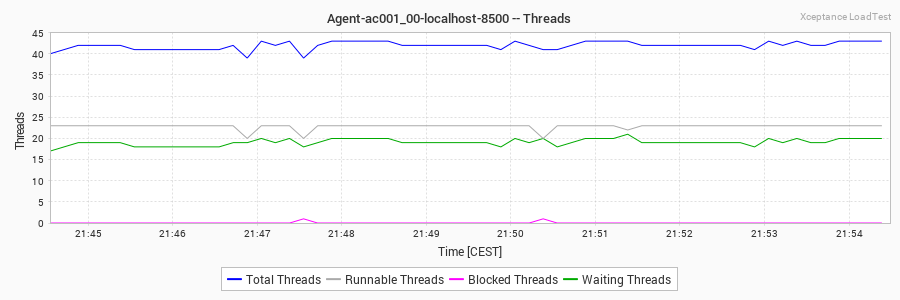 Agent-ac001_00-localhost-8500 -- Threads
Xceptance LoadTest
Threads
45
40
35
30
25
20
15
10
5
0
21:45 21:46 21:47 21:48 21:49 21:50 21:51 21:52 21:53 21:54
Time [CEST]
Total Threads Runnable Threads Blocked Threads Waiting Threads